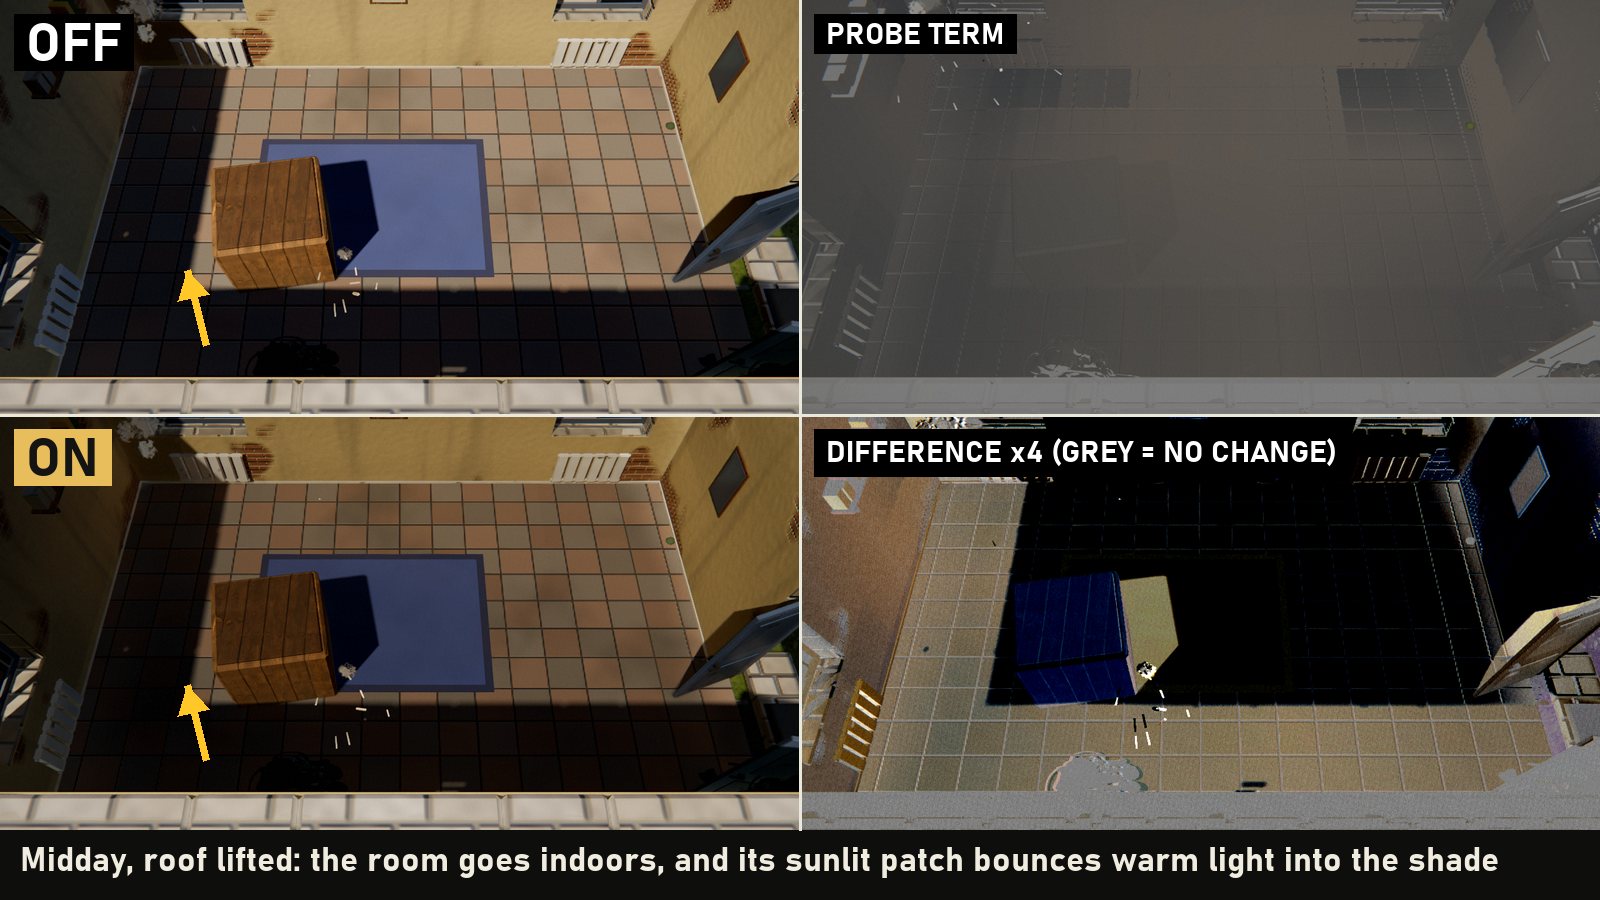 OFF
PROBE TERM
ON
DIFFERENCE x4 (GREY = NO CHANGE)
Midday, roof lifted: the room goes indoors, and its sunlit patch bounces warm light into the shade